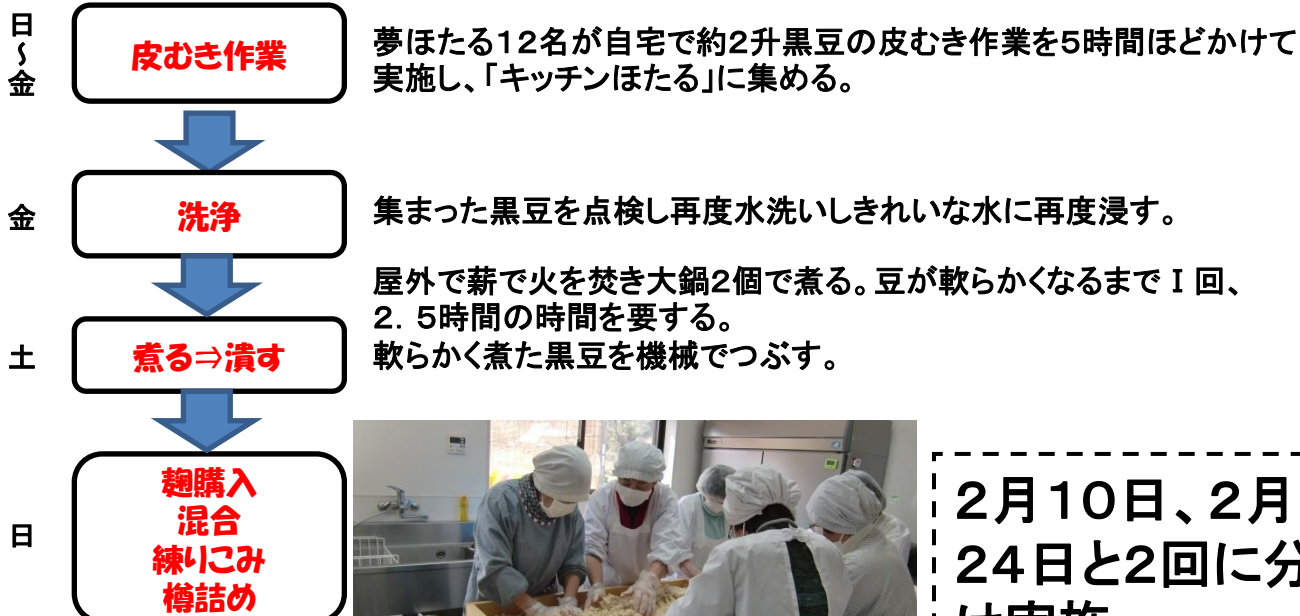 日~金
皮むき作業
夢ほたる12名が自宅で約2升黒豆の皮むき作業を5時間ほどかけて
実施し、「キッチンほたる」に集める。
金
洗浄
集まった黒豆を点検し再度水洗いしきれいな水に再度浸す。
屋外で薪で火を焚き大鍋2個で煮る。豆が軟らかくなるまでⅠ回、
2.5時間の時間を要する。
土
煮る⇒潰す
軟らかく煮た黒豆を機械でつぶす。
日
麹購入
混合
練りこみ
樽詰め
2月10日、2月
24日と2回に分
け実施